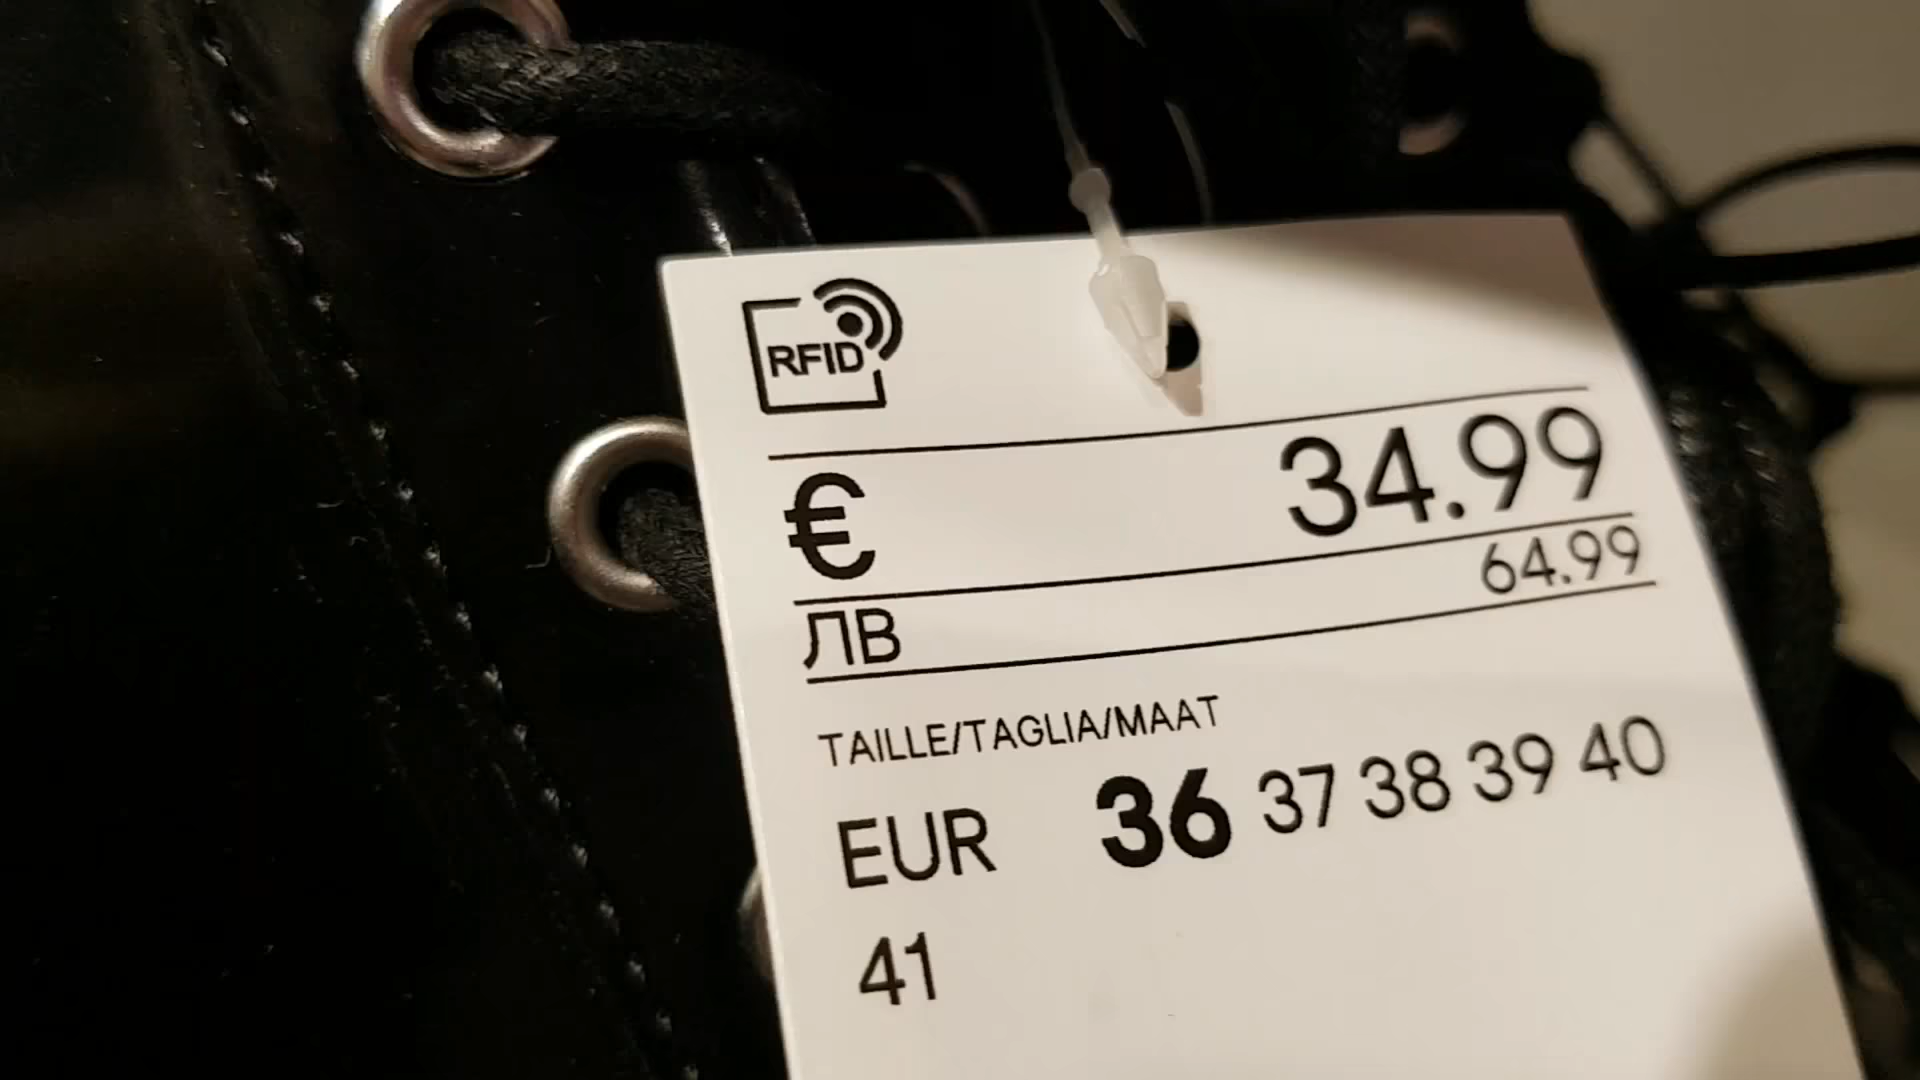 RFID
€ 34.99
ЛВ 64.99
TAILLE/TAGLIA/MAAT
EUR 36 37 38 39 40
41